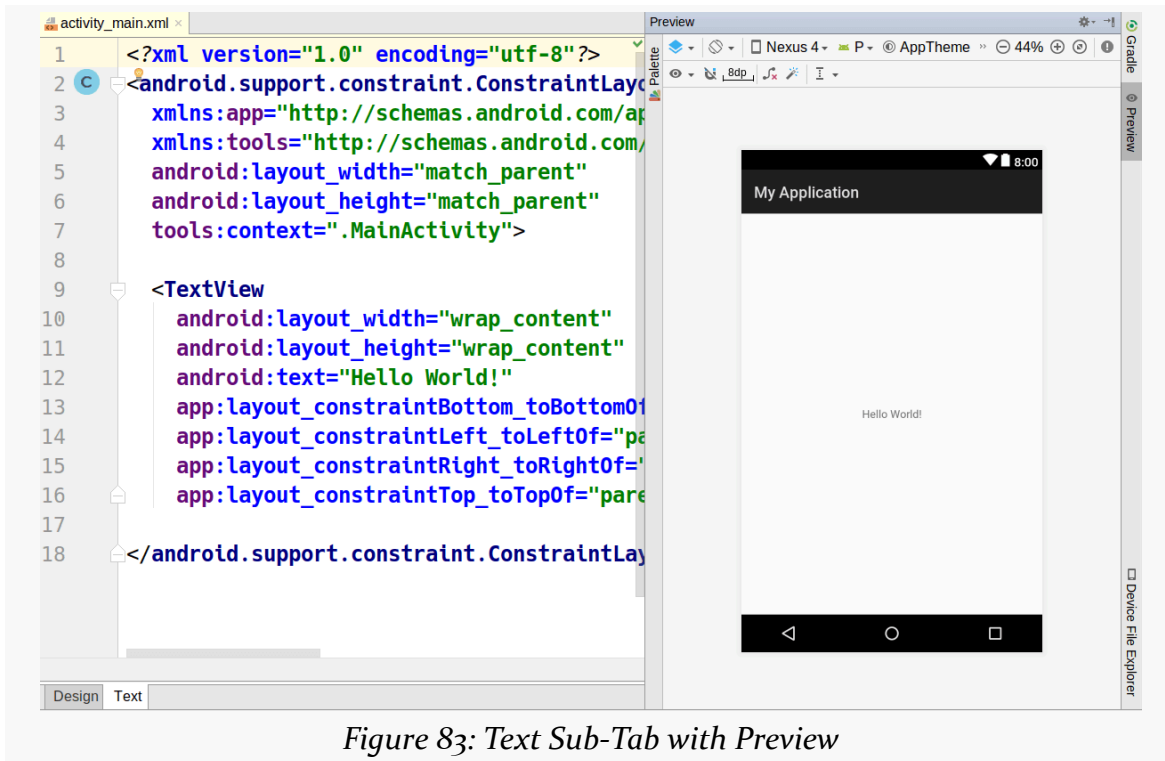 activity_main.xml
1 <?xml version="1.0" encoding="utf-8"?>
2 C <android.support.constraint.ConstraintLayo
3 xmlns:app="http://schemas.android.com/ap
4 xmlns:tools="http://schemas.android.com/
5 android:layout_width="match_parent"
6 android:layout_height="match_parent"
7 tools:context=".MainActivity">
8
9 <TextView
10 android:layout_width="wrap_content"
11 android:layout_height="wrap_content"
12 android:text="Hello World!"
13 app:layout_constraintBottom_toBottomOf
14 app:layout_constraintLeft_toLeftOf="pa
15 app:layout_constraintRight_toRightOf="
16 app:layout_constraintTop_toTopOf="pare
17
18 </android.support.constraint.ConstraintLay
Design Text
Preview
Palette
Nexus 4 P AppTheme » 44%
8dp
8:00
My Application
Hello World!
Gradle
Preview
Device File Explorer
Figure 83: Text Sub-Tab with Preview